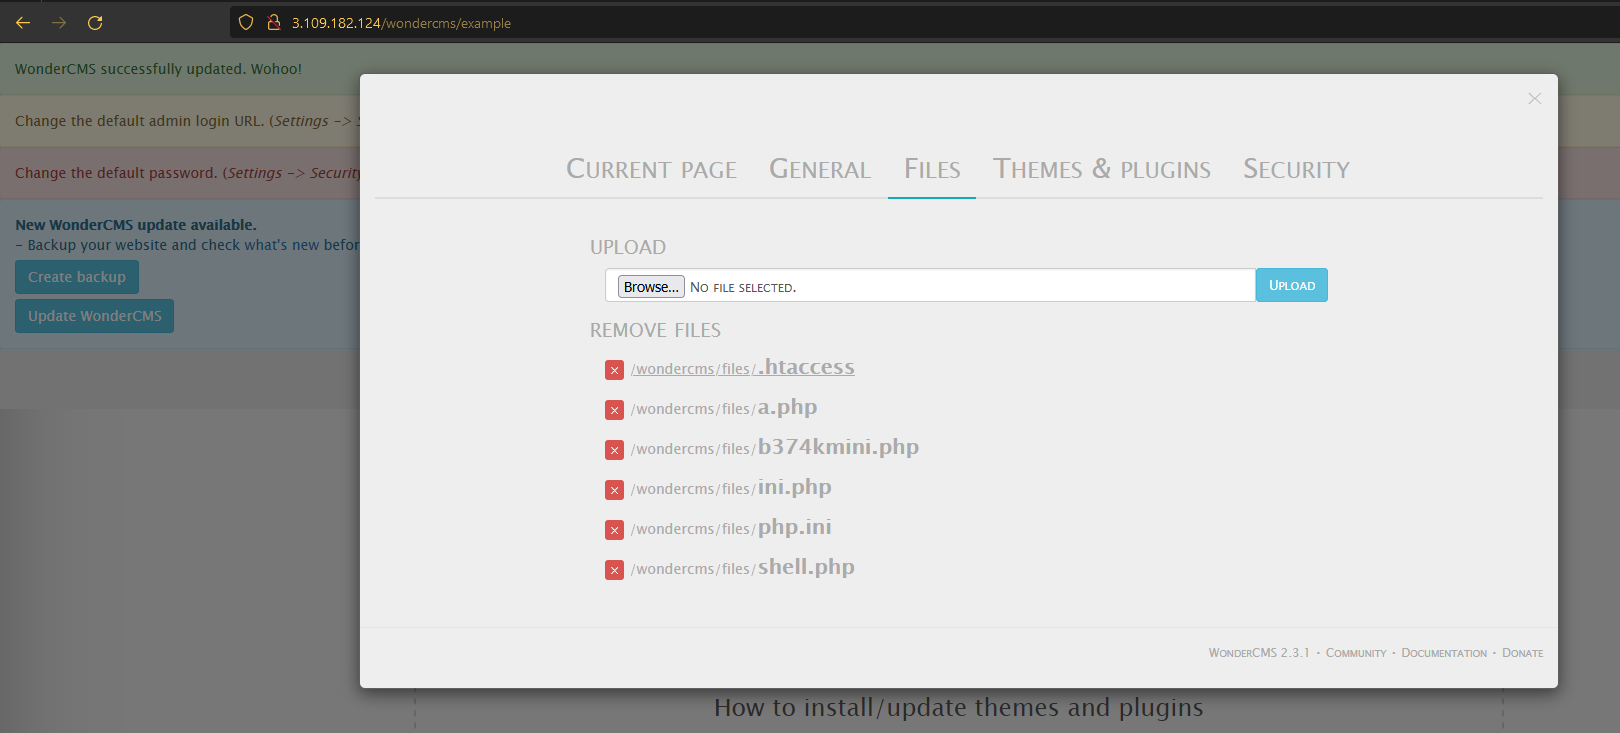 3.109.182.124/wondercms/example
WonderCMS successfully updated. Wohoo!
Change the default admin login URL. (Settings -> S
Change the default password. (Settings -> Security
New WonderCMS update available.
- Backup your website and check what's new befor
Create backup
Update WonderCMS
Current page General Files Themes & plugins Security
UPLOAD
Browse... No file selected. Upload
REMOVE FILES
/wondercms/files/.htaccess
/wondercms/files/a.php
/wondercms/files/b374kmini.php
/wondercms/files/ini.php
/wondercms/files/php.ini
/wondercms/files/shell.php
WonderCMS 2.3.1 · Community · Documentation · Donate
How to install/update themes and plugins